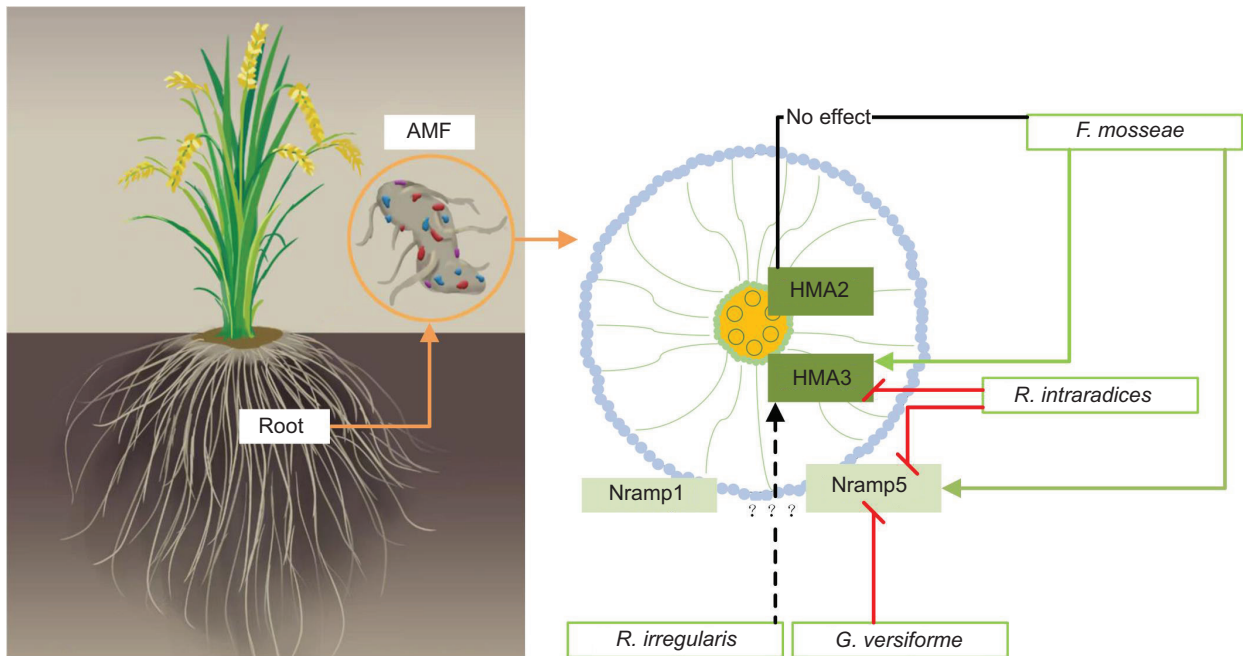 AMF
Root
No effect
F. mosseae
HMA2
HMA3
R. intraradices
Nramp1
Nramp5
? ? ?
R. irregularis
G. versiforme